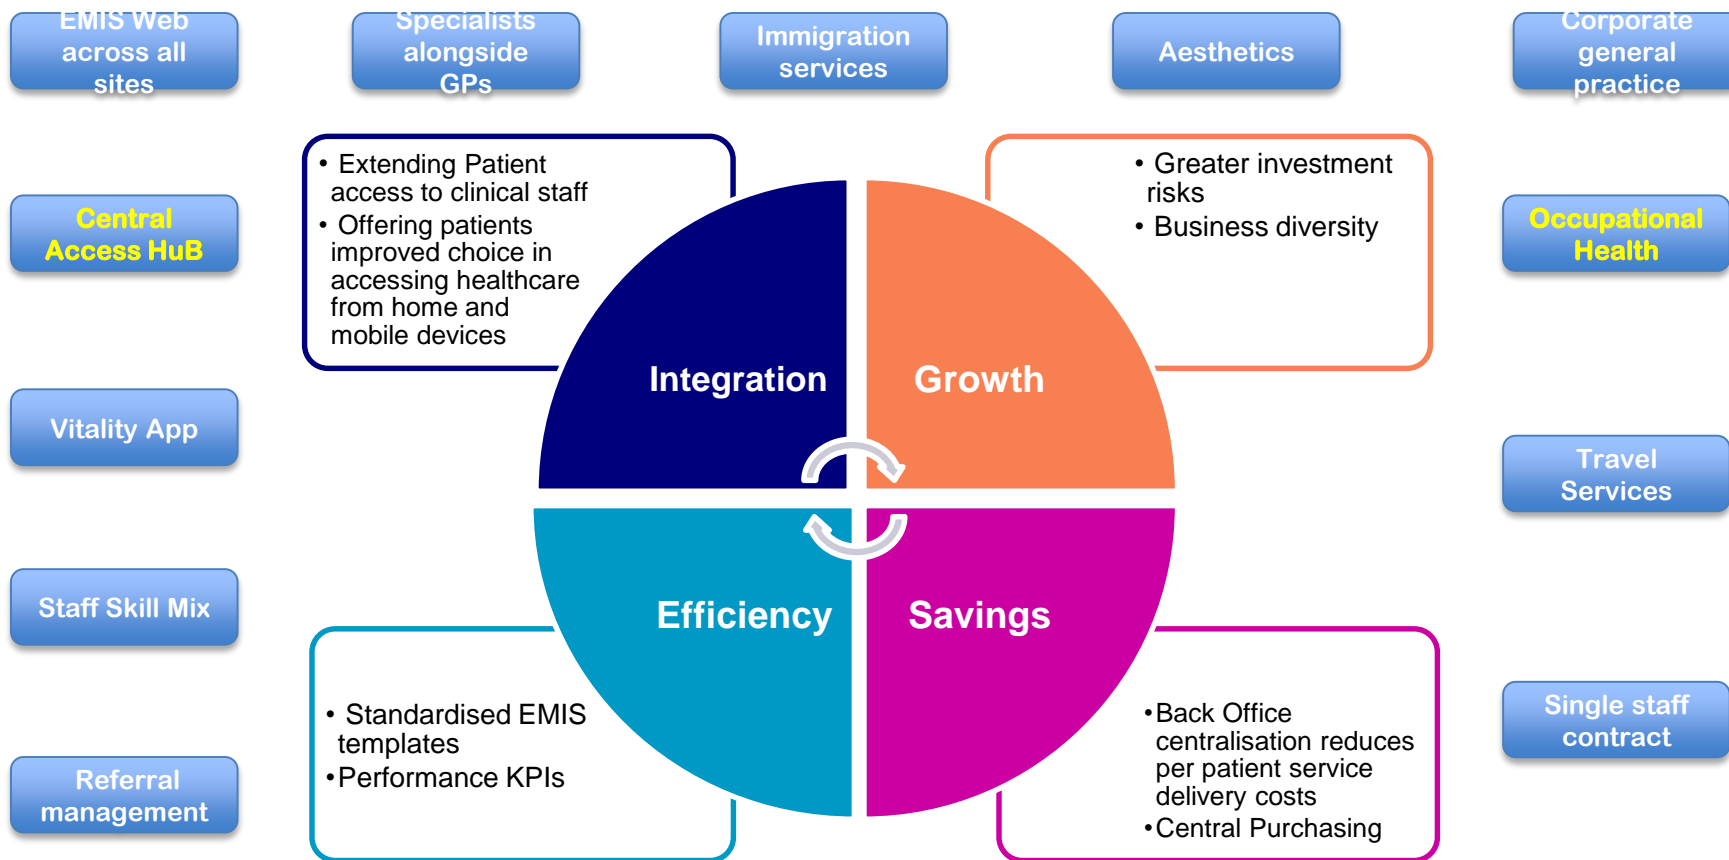 EMIS Web
across all
sites
Specialists
alongside
GPs
Immigration
services
Aesthetics
Corporate
general
practice
Central
Access HuB
Vitality App
Staff Skill Mix
Referral
management
• Extending Patient
access to clinical staff
• Offering patients
improved choice in
accessing healthcare
from home and
mobile devices
• Greater investment
risks
• Business diversity
Integration
Growth
Efficiency
Savings
• Standardised EMIS
templates
• Performance KPIs
• Back Office
centralisation reduces
per patient service
delivery costs
• Central Purchasing
Occupational
Health
Travel
Services
Single staff
contract